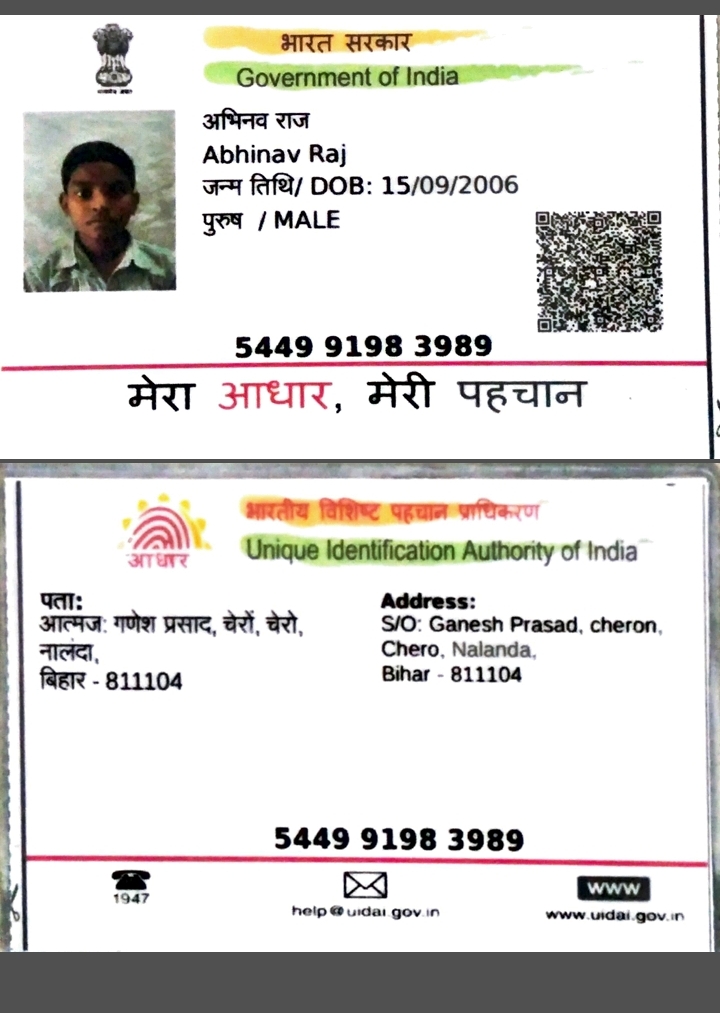 भारत सरकार
Government of India
अभिनव राज
Abhinav Raj
जन्म तिथि/ DOB: 15/09/2006
पुरुष / MALE
5449 9198 3989
मेरा आधार, मेरी पहचान
भारतीय विशिष्ट पहचान प्राधिकरण
Unique Identification Authority of India
आधार
पता:
आत्मज: गणेश प्रसाद, चेरों, चेरो,
नालंदा,
बिहार - 811104
Address:
S/O: Ganesh Prasad, cheron,
Chero, Nalanda,
Bihar - 811104
5449 9198 3989
1947
help@uidai.gov.in
www
www.uidai.gov.in